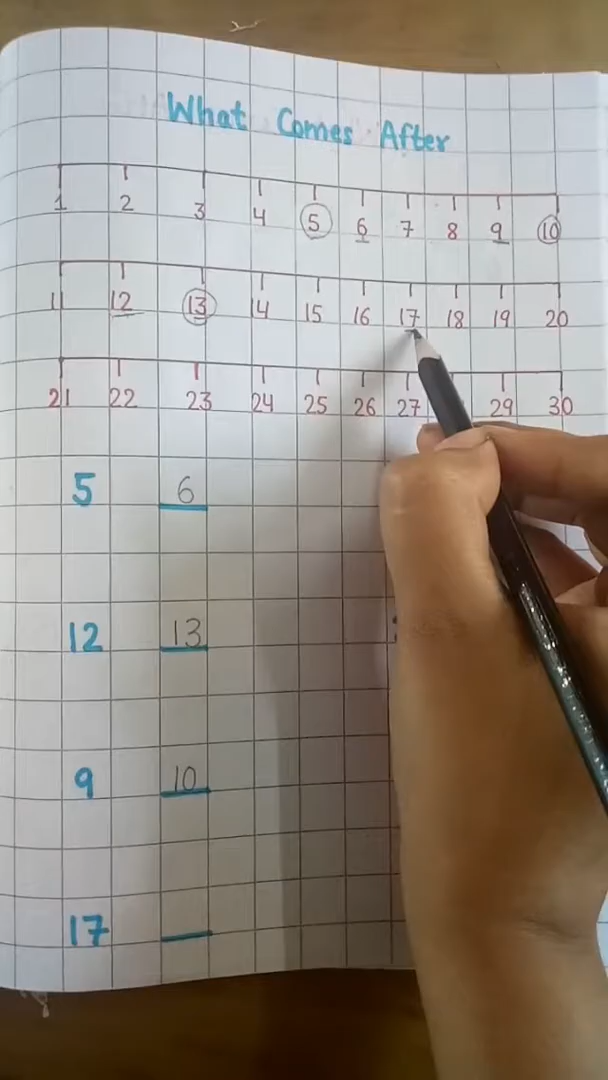 What Comes After
1 2 3 4 5 6 7 8 9 10
11 12 13 14 15 16 17 18 19 20
21 22 23 24 25 26 27 29 30
5 6
12 13
9 10
17